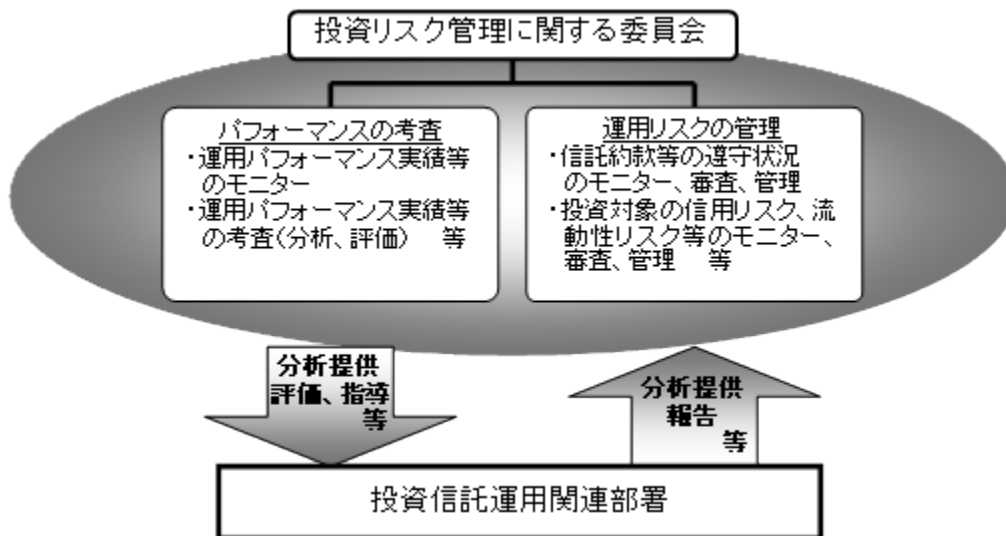 投資リスク管理に関する委員会
パフォーマンスの考査
・運用パフォーマンス実績等
のモニター
・運用パフォーマンス実績等
の考査(分析、評価) 等
運用リスクの管理
・信託約款等の遵守状況
のモニター、審査、管理
・投資対象の信用リスク、流
動性リスク等のモニター、
審査、管理 等
分析提供
評価、指導
等
分析提供
報告
等
投資信託運用関連部署